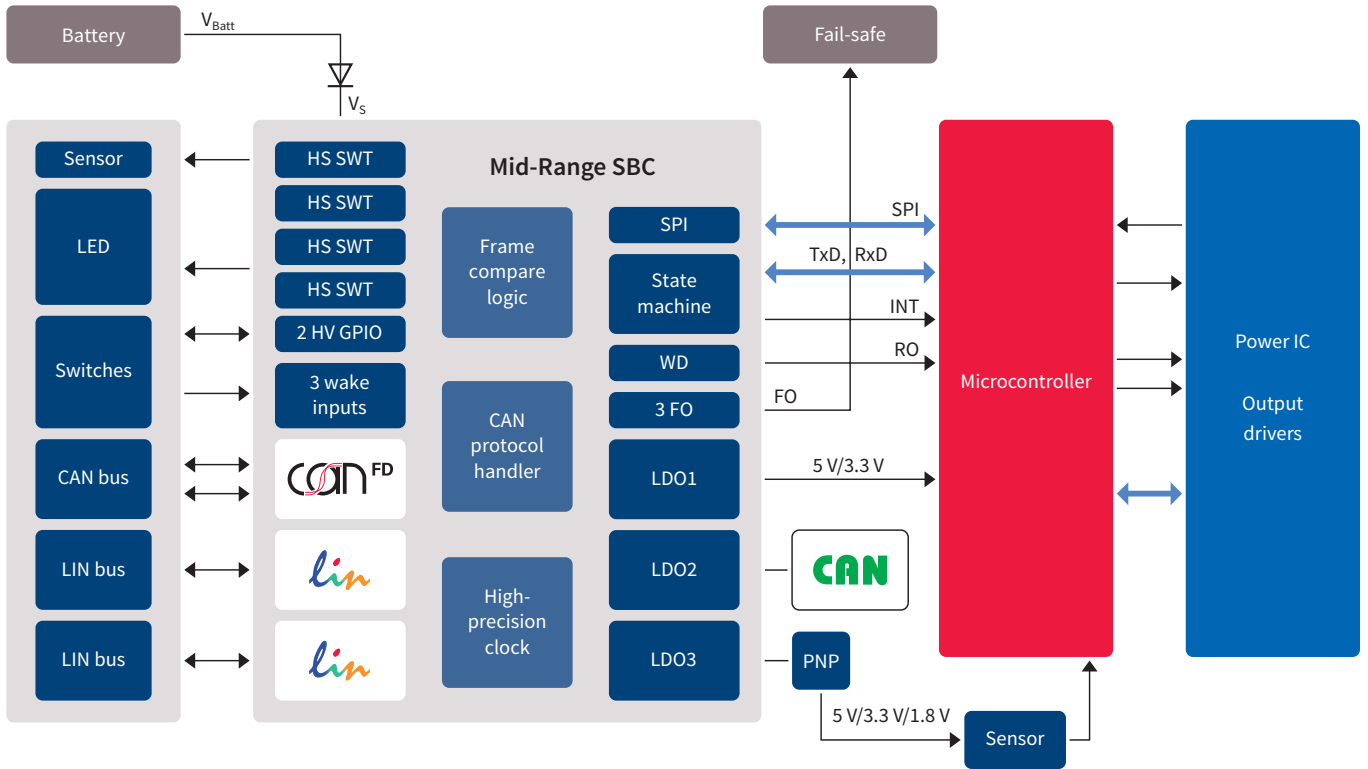 Battery
V_Batt
V_S
Fail-safe
Sensor
LED
Switches
CAN bus
LIN bus
LIN bus
Mid-Range SBC
HS SWT
HS SWT
HS SWT
HS SWT
2 HV GPIO
3 wake
inputs
CAN FD
lin
lin
Frame
compare
logic
CAN
protocol
handler
High-
precision
clock
SPI
State
machine
WD
3 FO
LDO1
LDO2
LDO3
SPI
TxD, RxD
INT
RO
FO
5 V/3.3 V
CAN
PNP
5 V/3.3 V/1.8 V
Sensor
Microcontroller
Power IC
Output
drivers